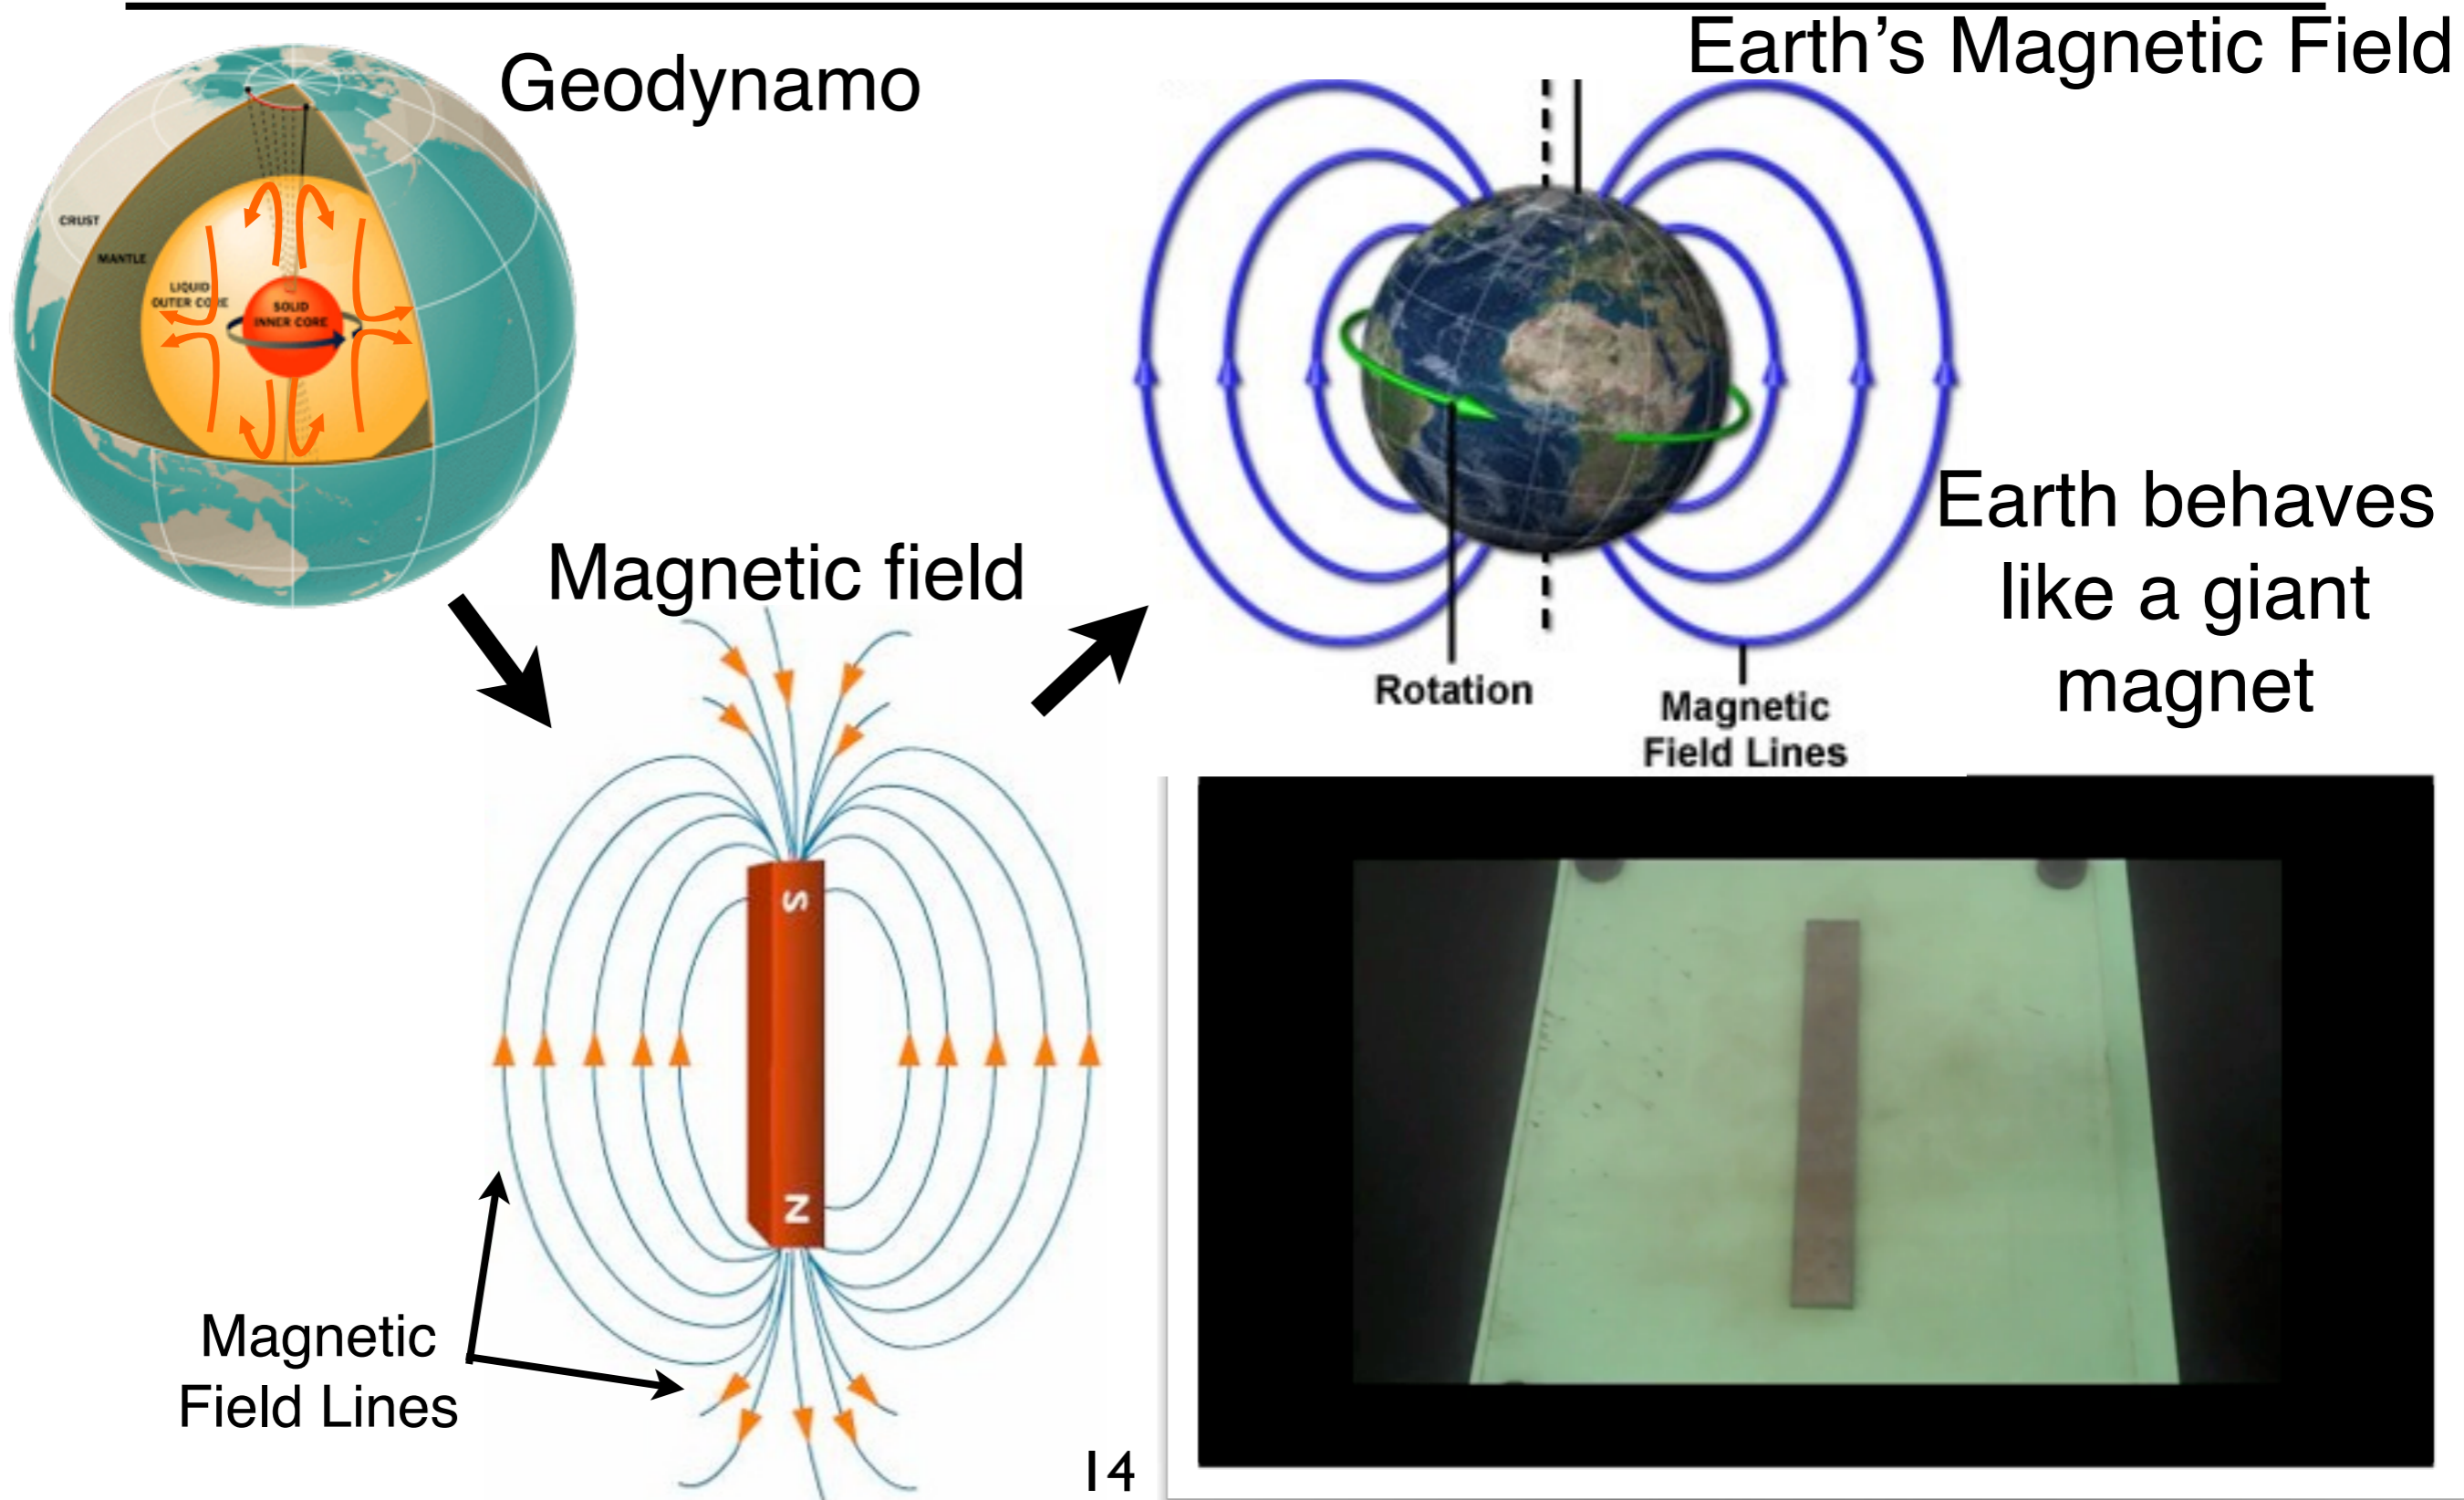 Earth's Magnetic Field
Geodynamo
CRUST
MANTLE
LIQUID
OUTER CORE
SOLID
INNER CORE
Magnetic field
Earth behaves
like a giant
magnet
Rotation
Magnetic
Field Lines
S
N
Magnetic
Field Lines
14